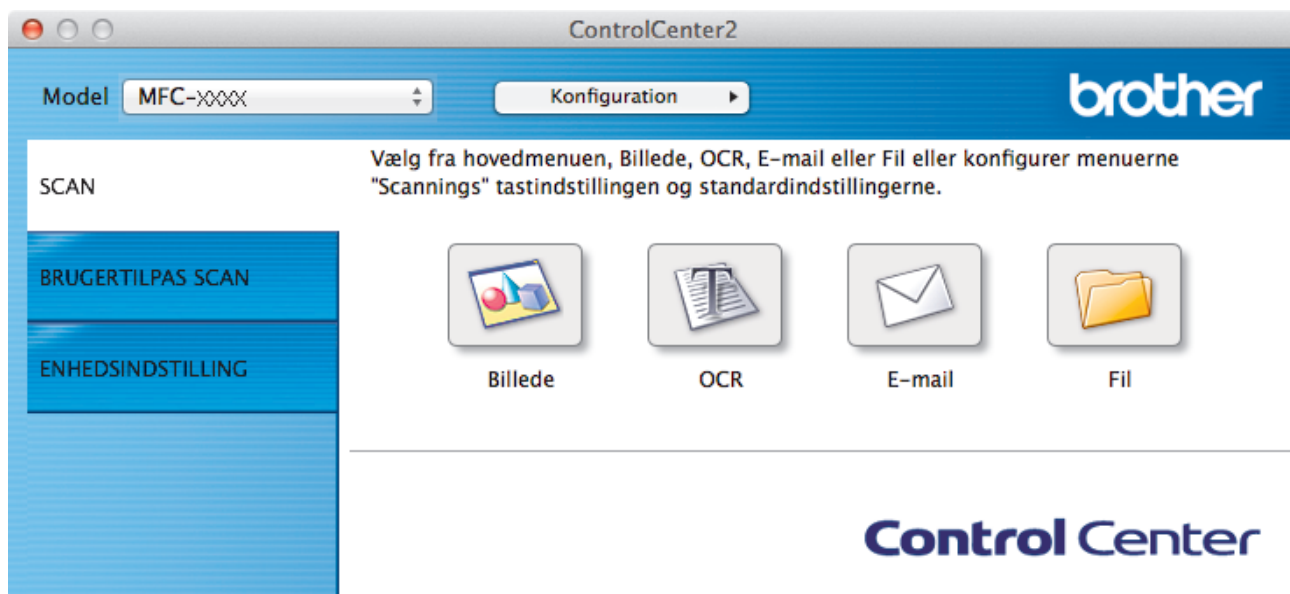 ControlCenter2
Model MFC-XXXX Konfiguration brother
SCAN
Vælg fra hovedmenuen, Billede, OCR, E-mail eller Fil eller konfigurer menuerne
"Scannings" tastindstillingen og standardindstillingerne.
BRUGERTILPAS SCAN
ENHEDSINDSTILLING
Billede OCR E-mail Fil
Control Center